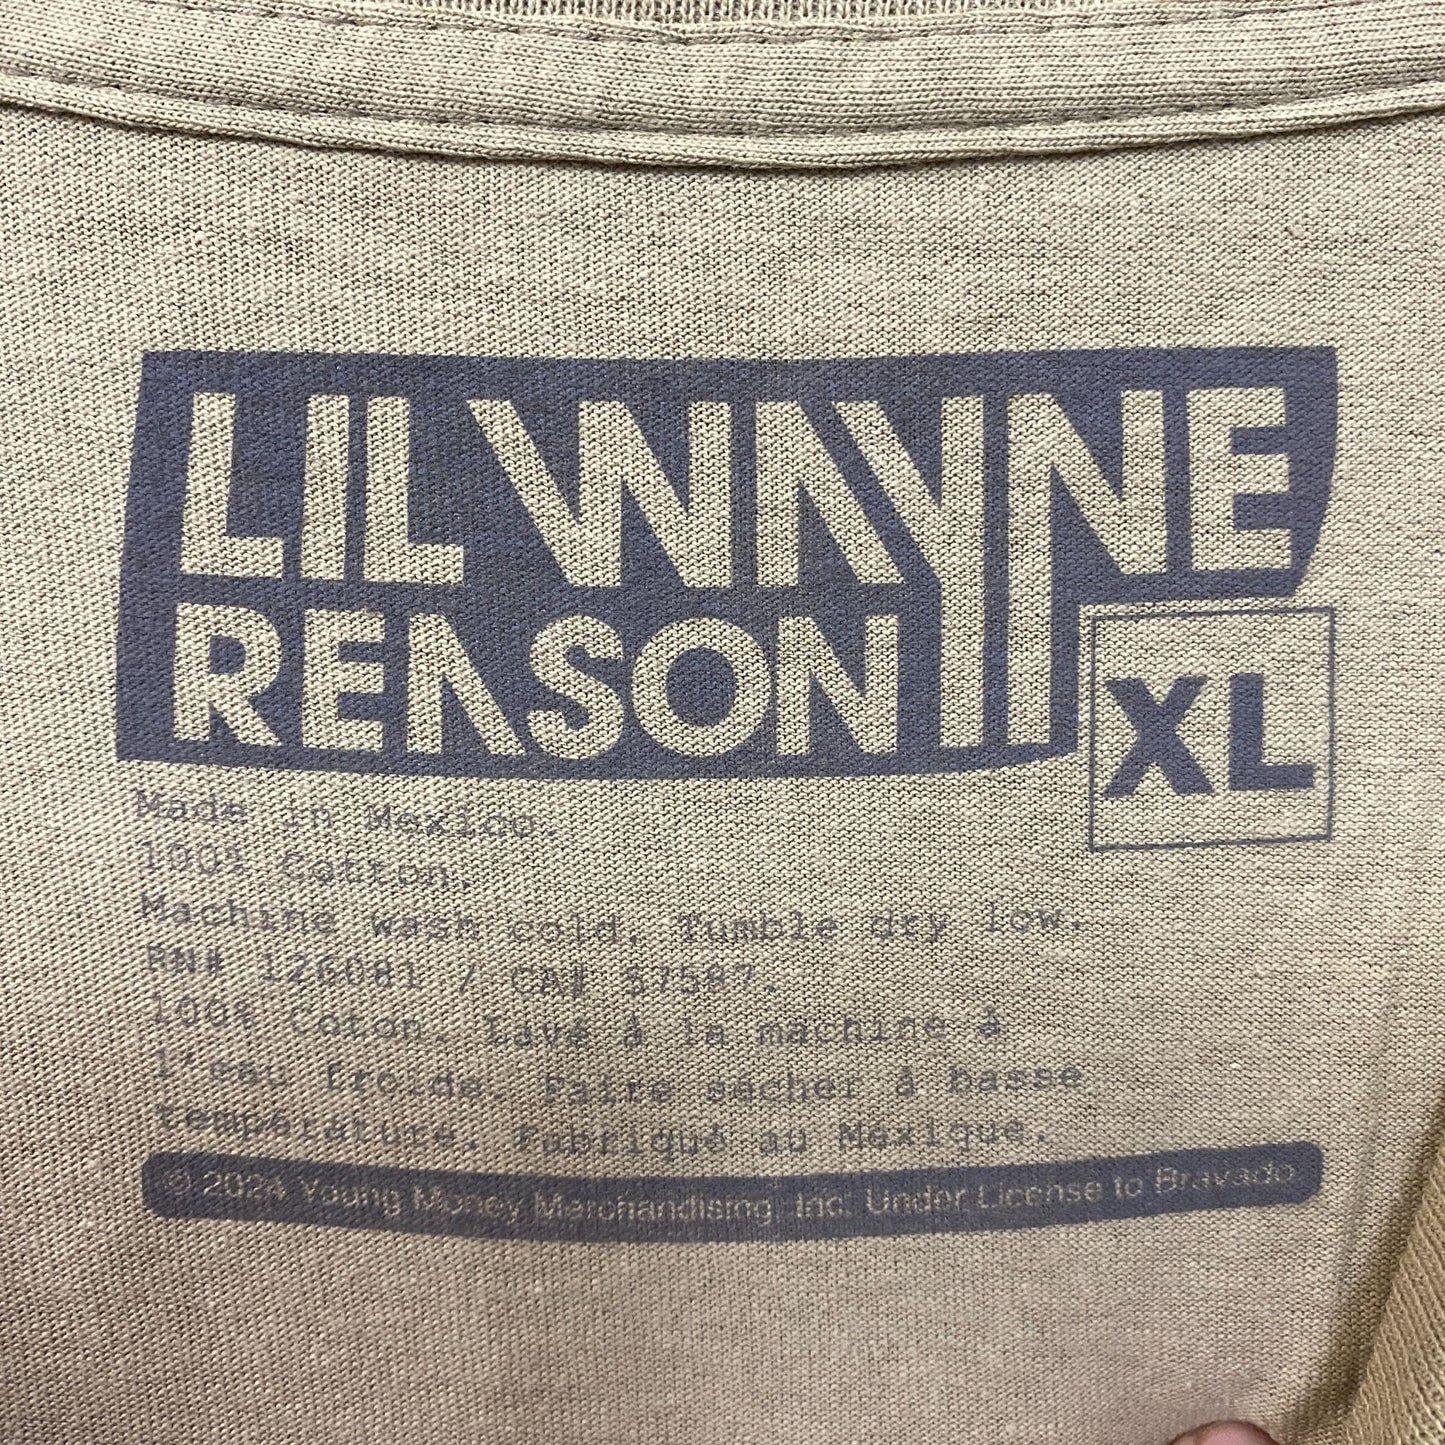 LIL WAYNE
REASON
XL
Made in Mexico.
100% Cotton.
Machine wash cold. Tumble dry low.
RN# 126081 / CA# 57587.
100% Coton. Lavé à la machine à
l'eau froide. Faire sécher à basse
température. Fabriqué au Mexique.
© 2023 Young Money Merchandising, Inc. Under License to Bravado